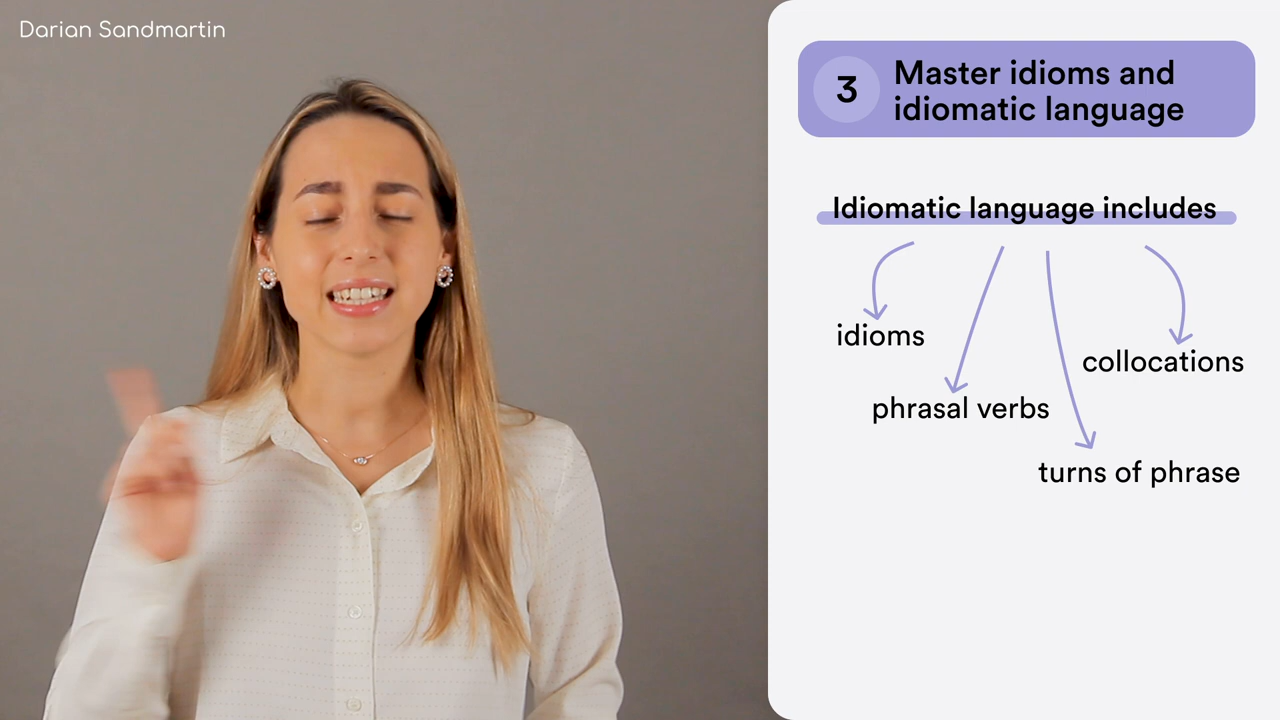 Darian Sandmartin
3
Master idioms and
idiomatic language
Idiomatic language includes
idioms
collocations
phrasal verbs
turns of phrase